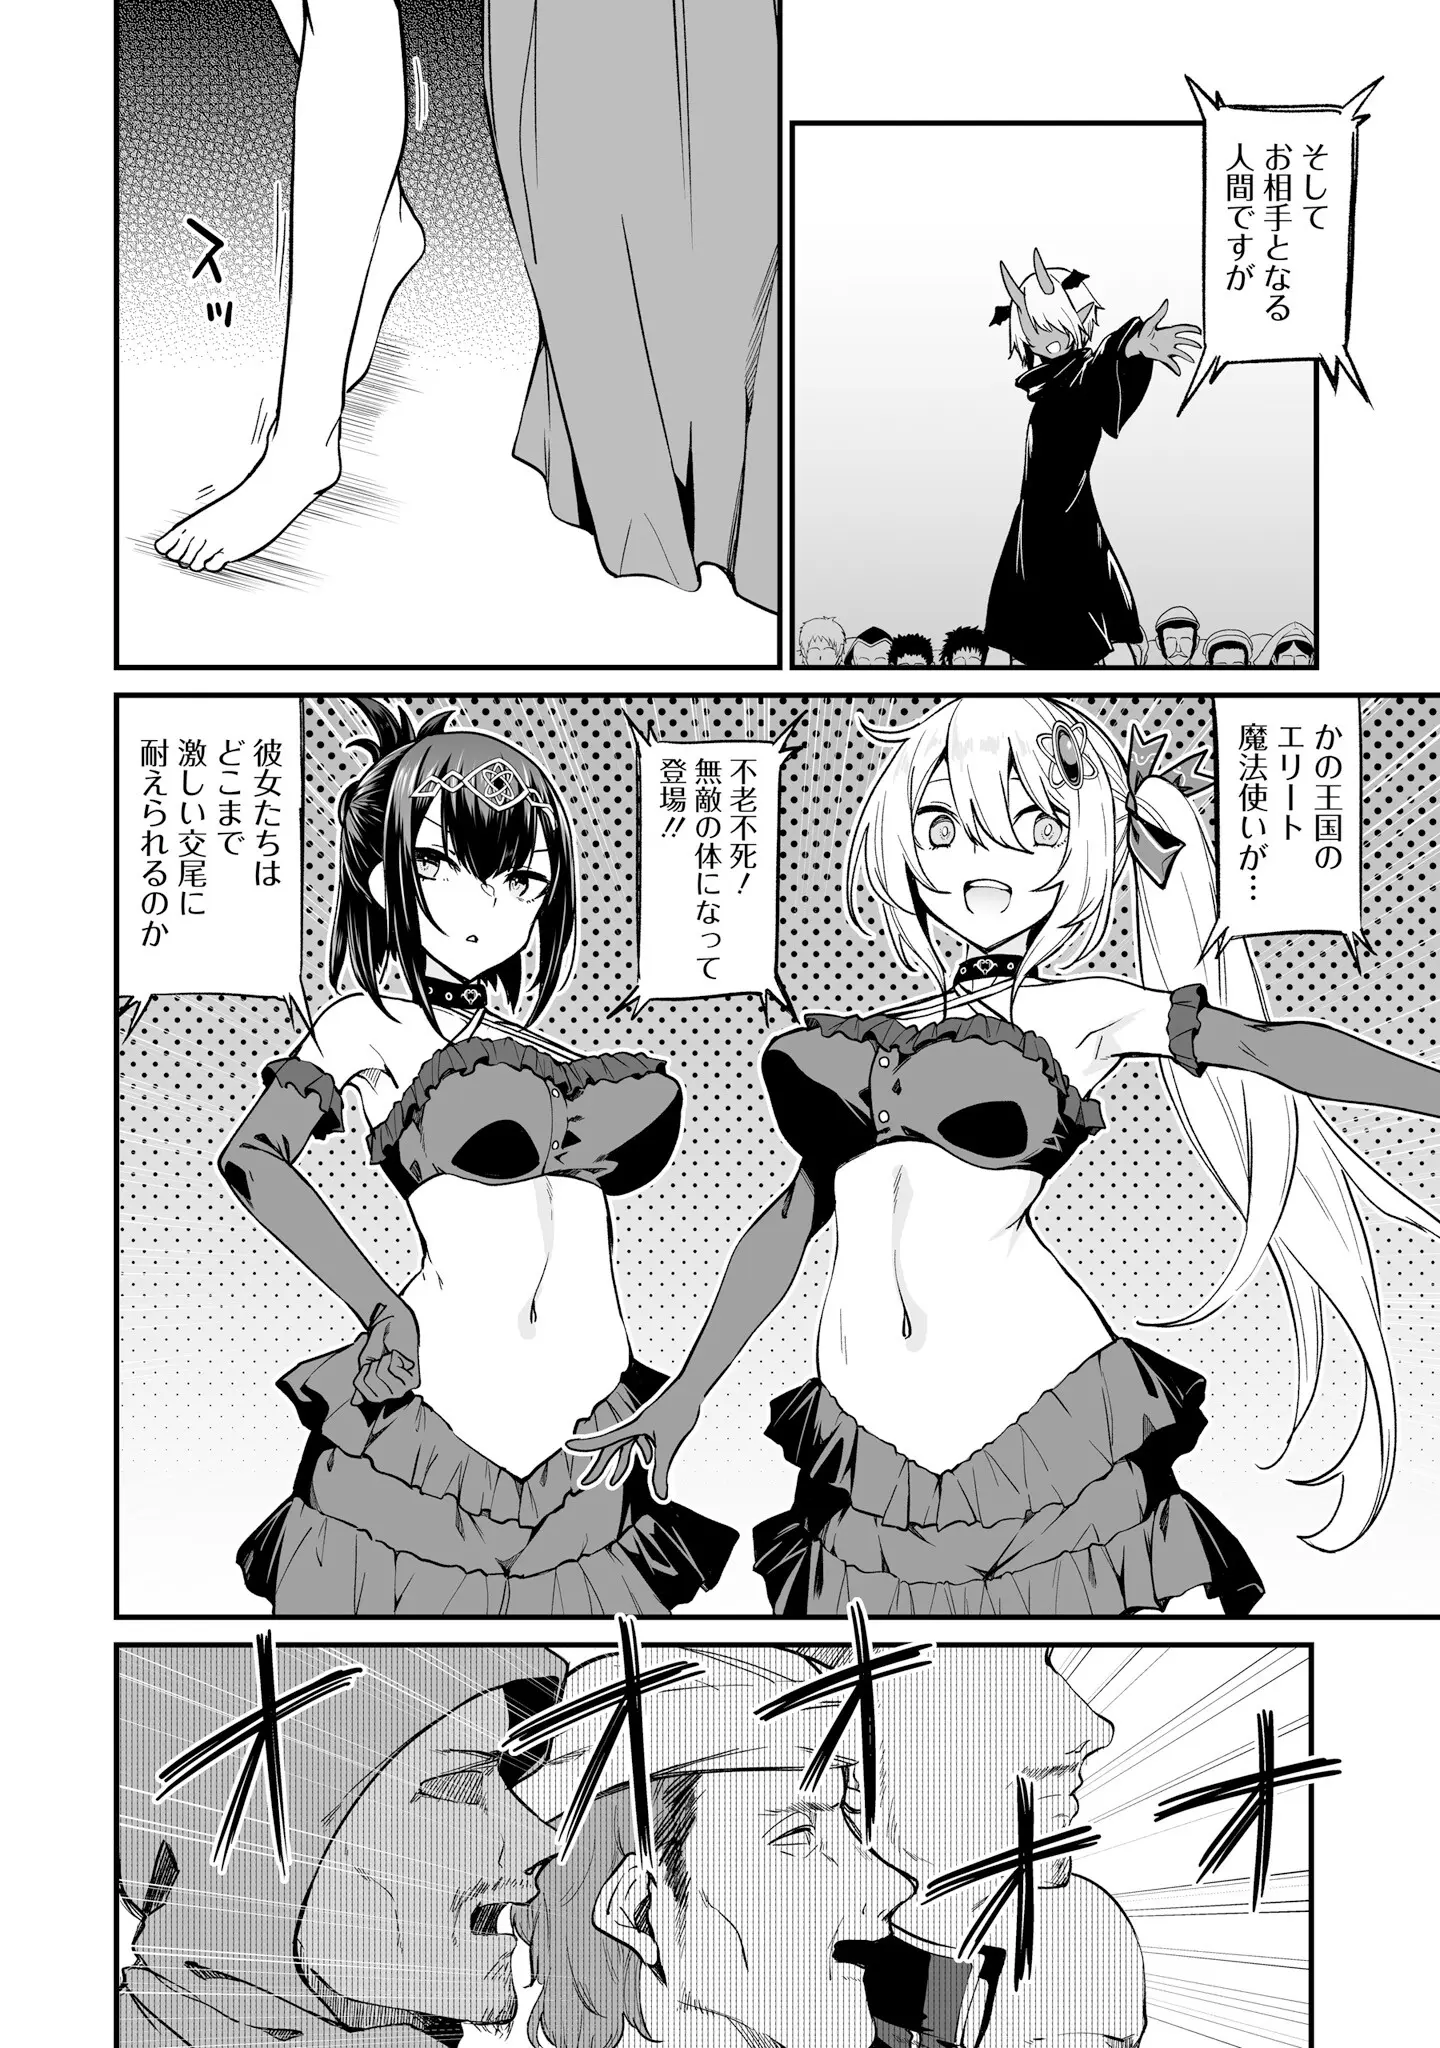 そして
お相手となる
人間ですが
スッ
かの王国の
エリート
魔法使いが…
不老不死！
無敵の体になって
登場!!
彼女たちは
どこまで
激しい交尾に
耐えられるのか
オ
オ
オ
オ
オ